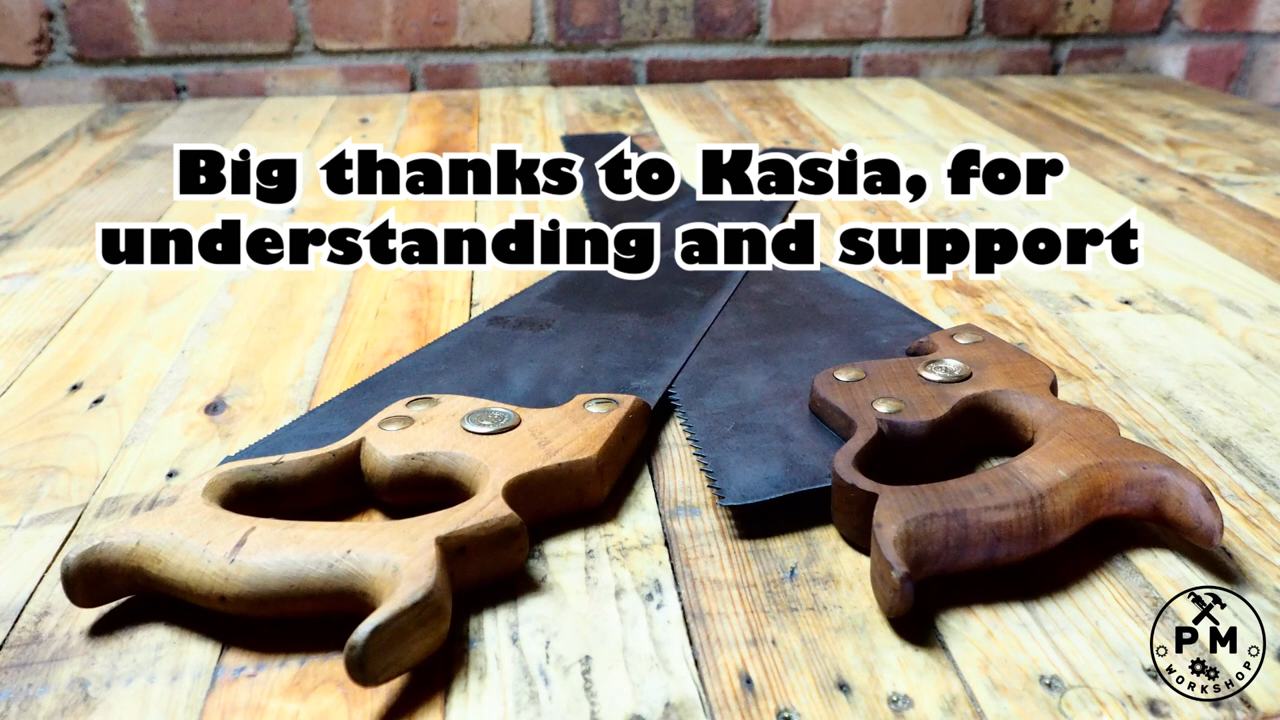 Big thanks to Kasia, for
understanding and support
PM
WORKSHOP